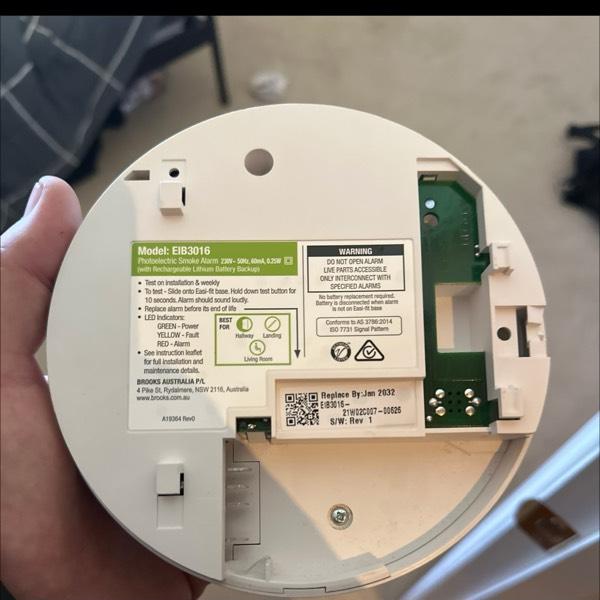 Model: EIB3016
Photoelectric Smoke Alarm 230V~ 50Hz, 60mA, 0.25W
(with Rechargeable Lithium Battery Backup)
• Test on installation & weekly
• To test - Slide onto Easi-fit base. Hold down test button for
10 seconds. Alarm should sound loudly.
• Replace alarm before its end of life
• LED Indicators:
GREEN - Power
YELLOW - Fault
RED - Alarm
• See instruction leaflet
for full installation and
maintenance details.
BROOKS AUSTRALIA P/L
4 Pike St, Rydalmere, NSW 2116, Australia
www.brooks.com.au
A19364 Rev0
BEST
FOR
Hallway
Landing
Living Room
WARNING
DO NOT OPEN ALARM
LIVE PARTS ACCESSIBLE
ONLY INTERCONNECT WITH
SPECIFIED ALARMS
No battery replacement required.
Battery is disconnected when alarm
is not on Easi-fit base
Conforms to AS 3786:2014
ISO 7731 Signal Pattern
Replace By:Jan 2032
EIB3016-
21W02C007-00626
S/W: Rev 1